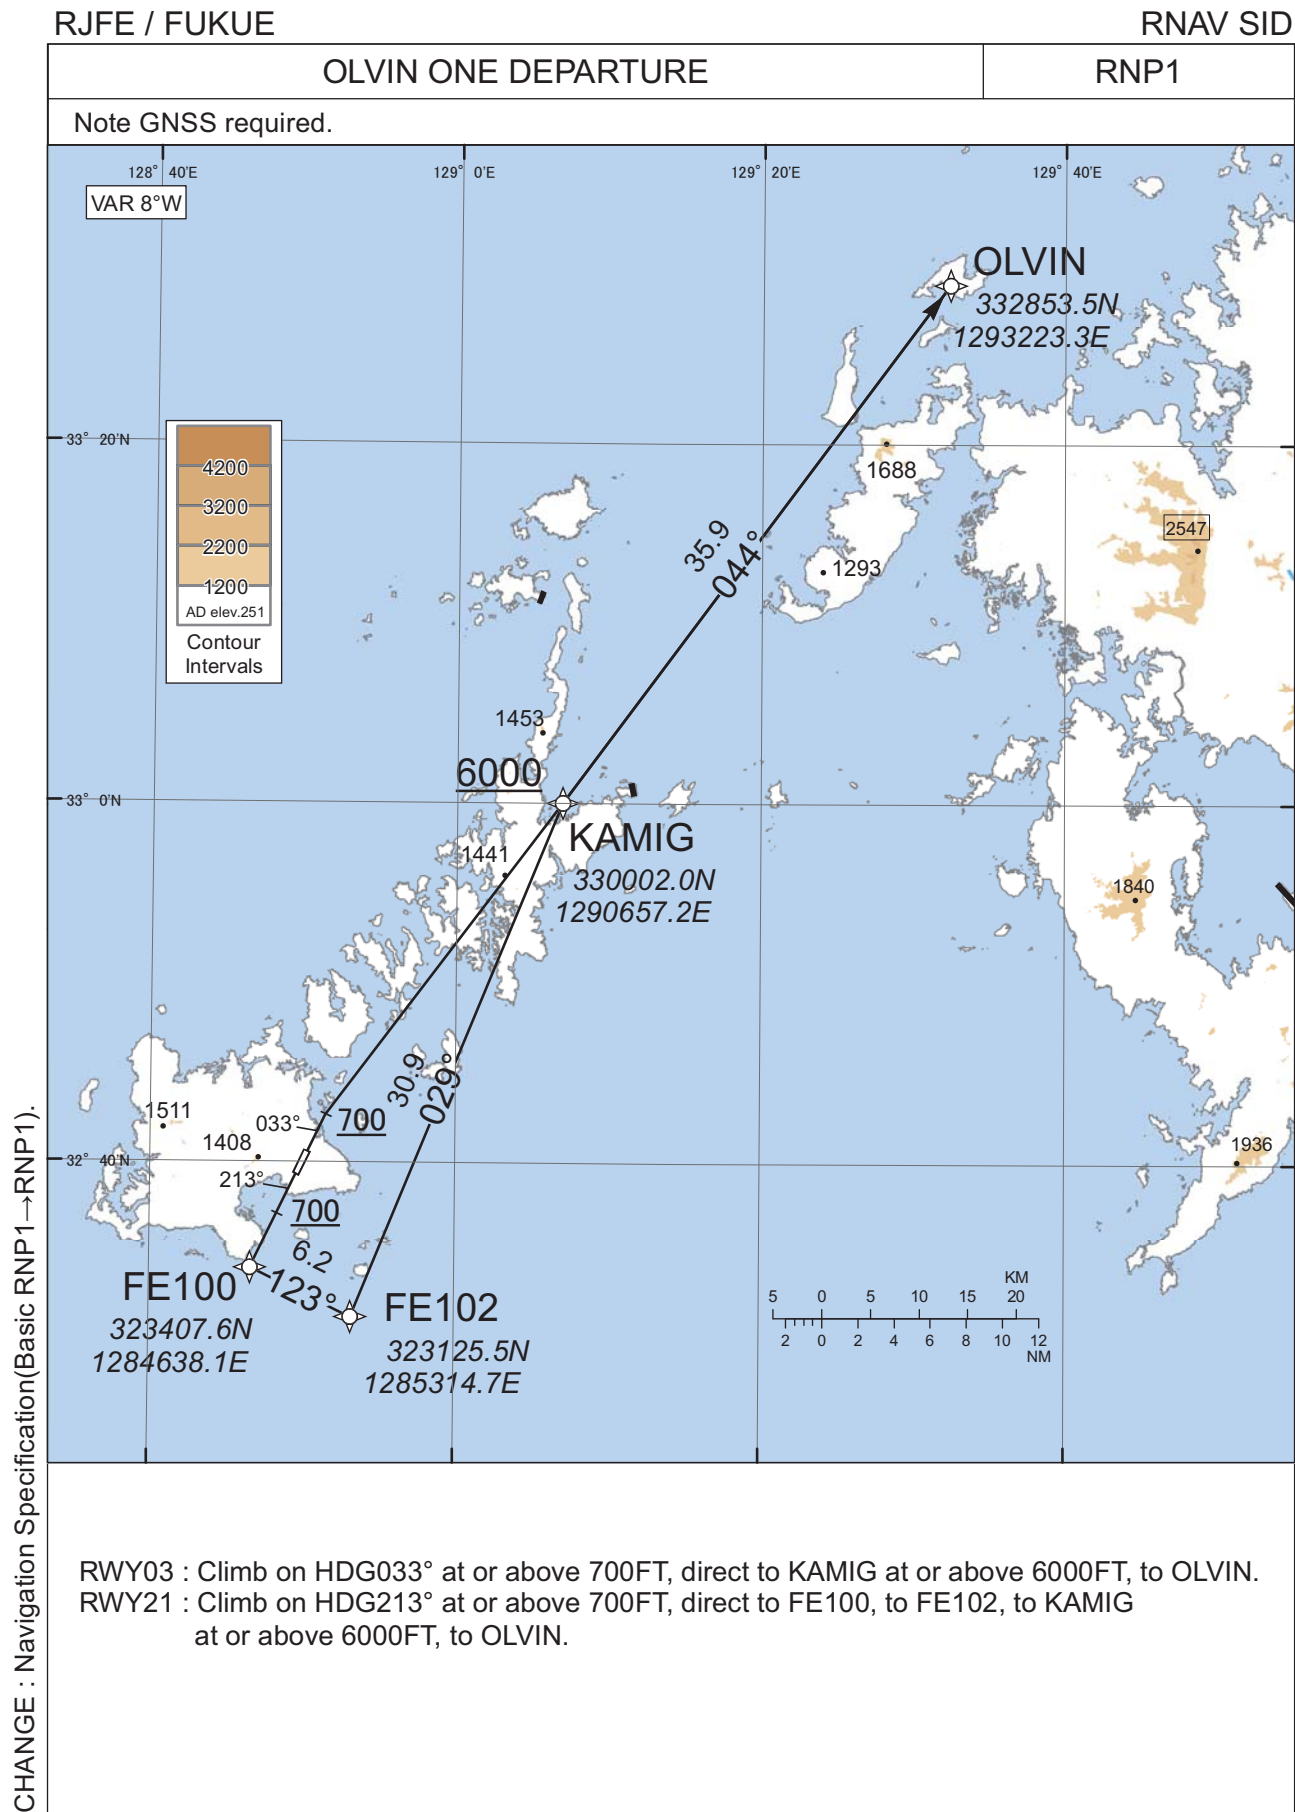 RJFE / FUKUE
RNAV SID
OLVIN ONE DEPARTURE
RNP1
Note GNSS required.
128° 40'E
129° 0'E
129° 20'E
129° 40'E
VAR 8°W
OLVIN
332853.5N
1293223.3E
33° 20'N
4200
3200
2200
1200
AD elev.251
Contour
Intervals
1688
2547
35.9
044°
1293
1453
6000
33° 0'N
KAMIG
330002.0N
1290657.2E
1441
1840
30.9
029°
1511
033°
700
1408
1936
32° 40'N
213°
700
6.2
123°
FE100
323407.6N
1284638.1E
FE102
323125.5N
1285314.7E
KM
5 0 5 10 15 20
2 0 2 4 6 8 10 12
NM
RWY03 : Climb on HDG033° at or above 700FT, direct to KAMIG at or above 6000FT, to OLVIN.
RWY21 : Climb on HDG213° at or above 700FT, direct to FE100, to FE102, to KAMIG
at or above 6000FT, to OLVIN.
CHANGE : Navigation Specification(Basic RNP1→RNP1).